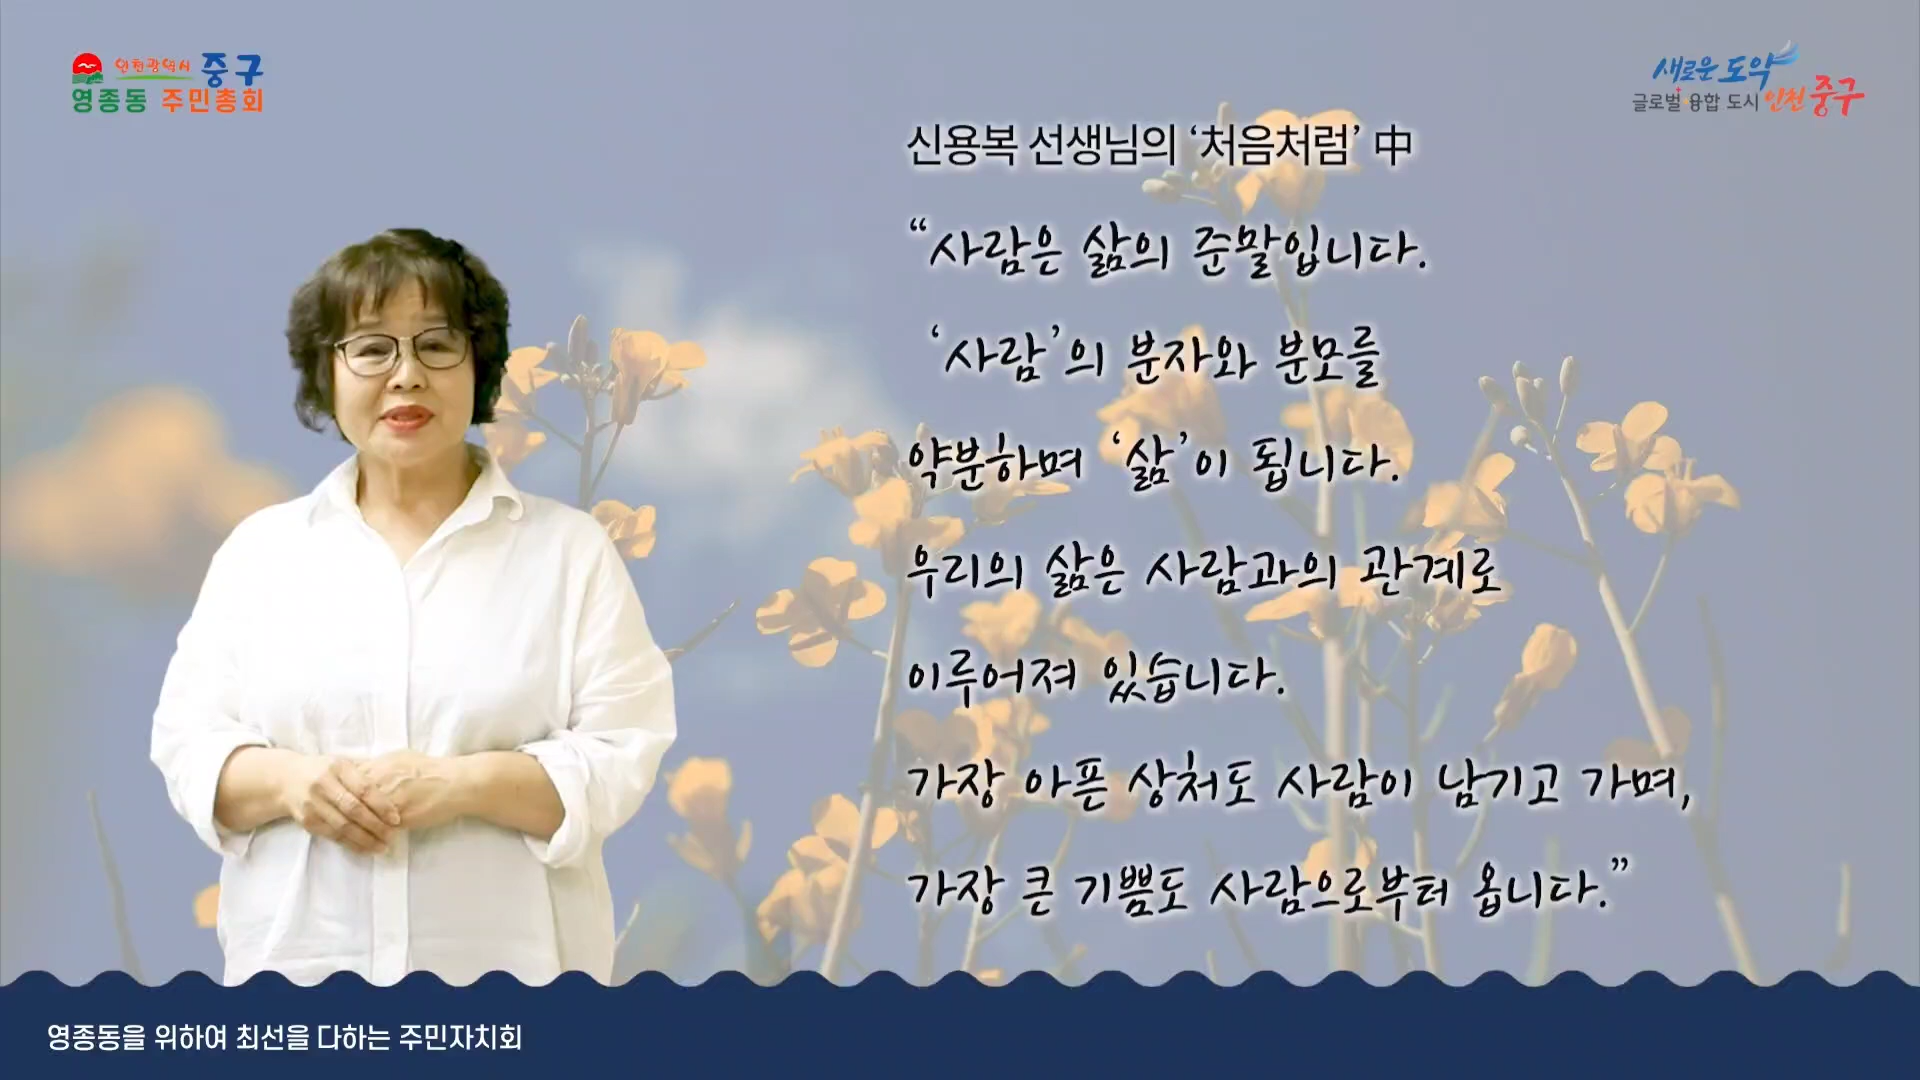 인천광역시 중구
영종동 주민총회
새로운 도약
글로벌 융합 도시 인천 중구
신용복 선생님의 ‘처음처럼’ 中
“사람은 삶의 준말입니다.
‘사람’의 분자와 분모를
약분하며 ‘삶’이 됩니다.
우리의 삶은 사람과의 관계로
이루어져 있습니다.
가장 아픈 상처도 사람이 남기고 가며,
가장 큰 기쁨도 사람으로부터 옵니다.”
영종동을 위하여 최선을 다하는 주민자치회